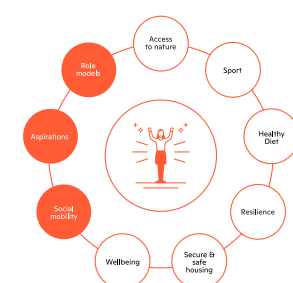 Access
to nature
Sport
Healthy
Diet
Resilience
Secure &
safe
housing
Wellbeing
Social
mobility
Aspirations
Role
models